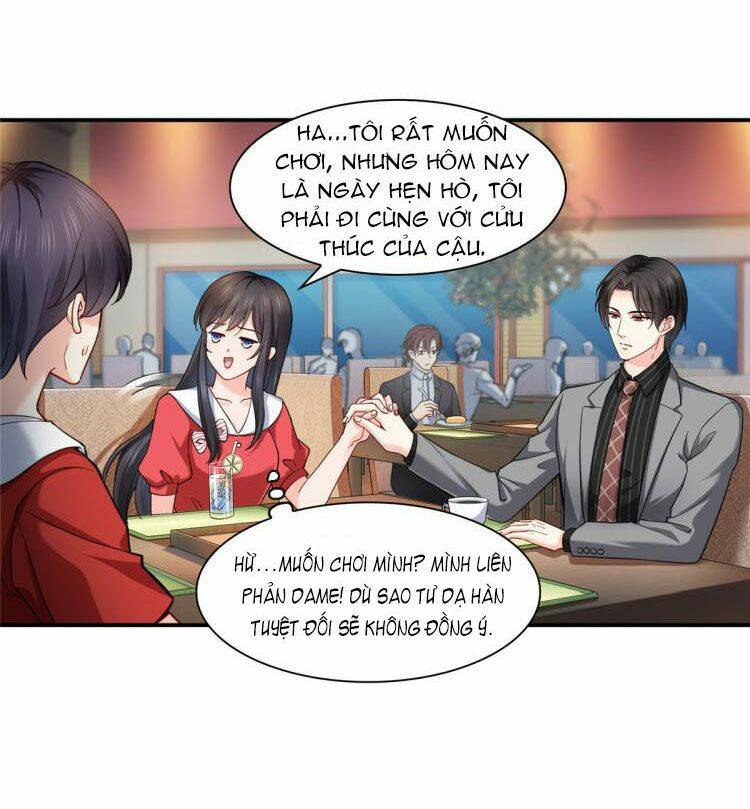 HA...TÔI RẤT MUỐN
CHƠI, NHƯNG HÔM NAY
LÀ NGÀY HẸN HÒ, TÔI
PHẢI ĐI CÙNG VỚI CỬU
THÚC CỦA CẬU.
HỪ...MUỐN CHƠI MÌNH? MÌNH LIÊN
PHẢN DAME! DÙ SAO TƯ DẠ HÀN
TUYỆT ĐỐI SẼ KHÔNG ĐỒNG Ý.